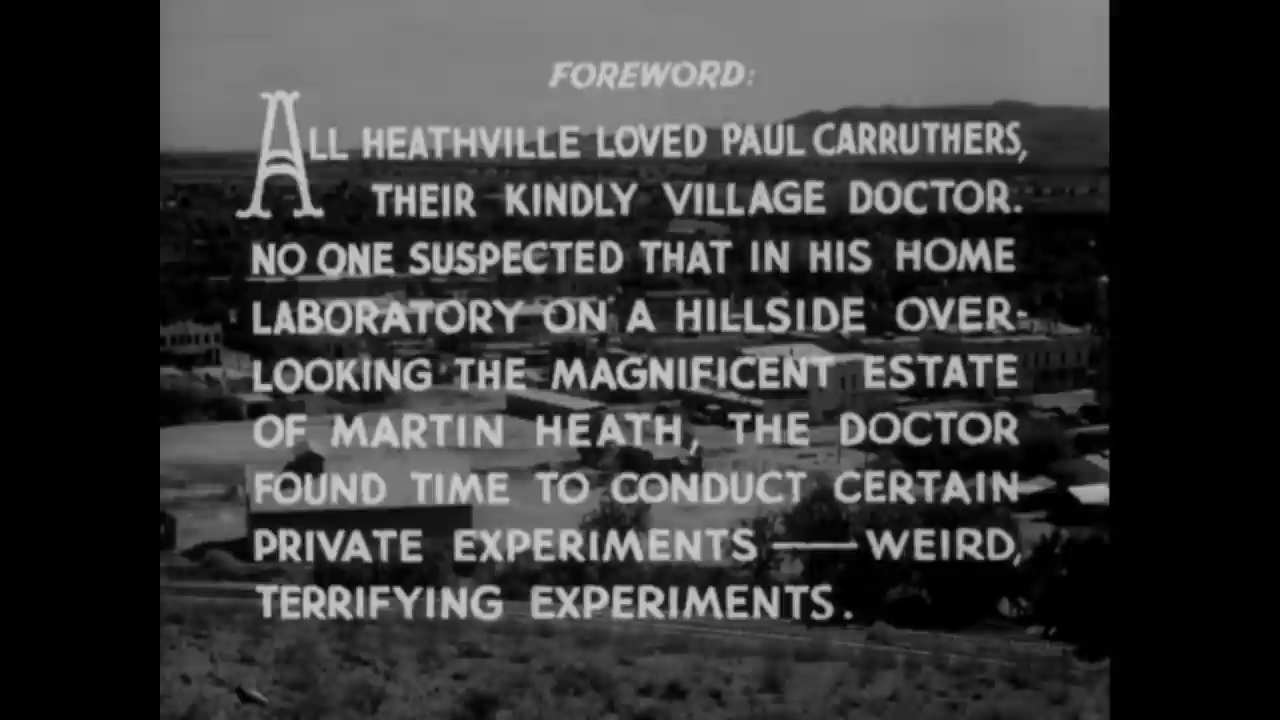 FOREWORD:
ALL HEATHVILLE LOVED PAUL CARRUTHERS,
THEIR KINDLY VILLAGE DOCTOR.
NO ONE SUSPECTED THAT IN HIS HOME
LABORATORY ON A HILLSIDE OVER-
LOOKING THE MAGNIFICENT ESTATE
OF MARTIN HEATH, THE DOCTOR
FOUND TIME TO CONDUCT CERTAIN
PRIVATE EXPERIMENTS — WEIRD,
TERRIFYING EXPERIMENTS.